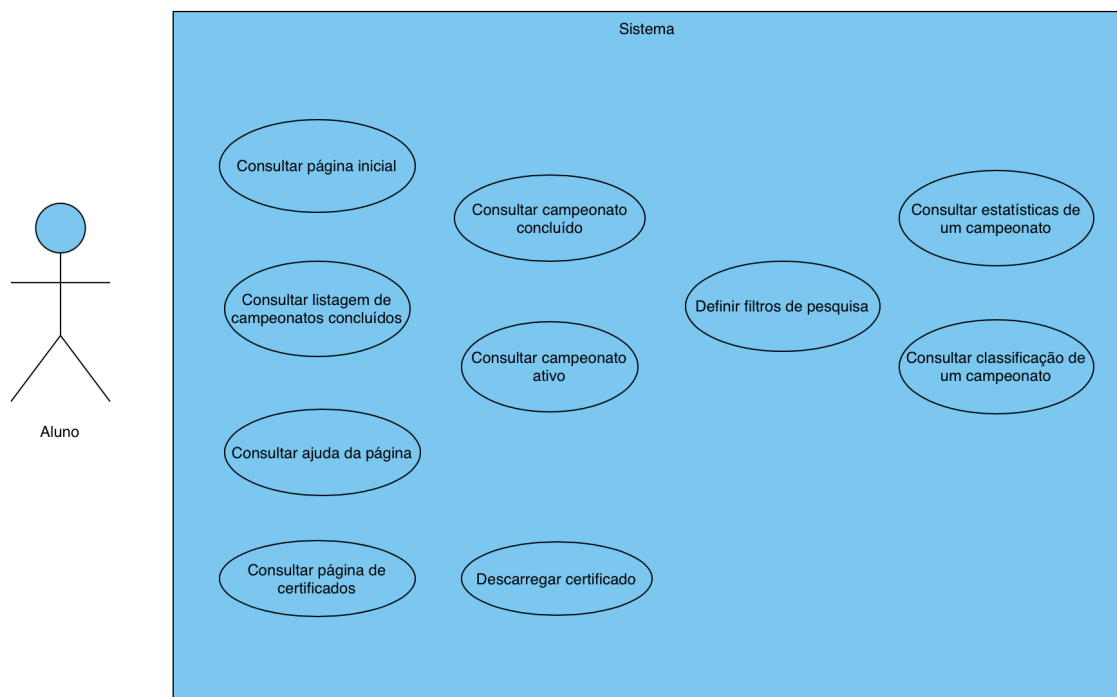 Sistema
Consultar página inicial
Consultar campeonato
concluído
Consultar estatísticas de
um campeonato
Consultar listagem de
campeonatos concluídos
Definir filtros de pesquisa
Consultar campeonato
ativo
Consultar classificação de
um campeonato
Aluno
Consultar ajuda da página
Consultar página de
certificados
Descarregar certificado